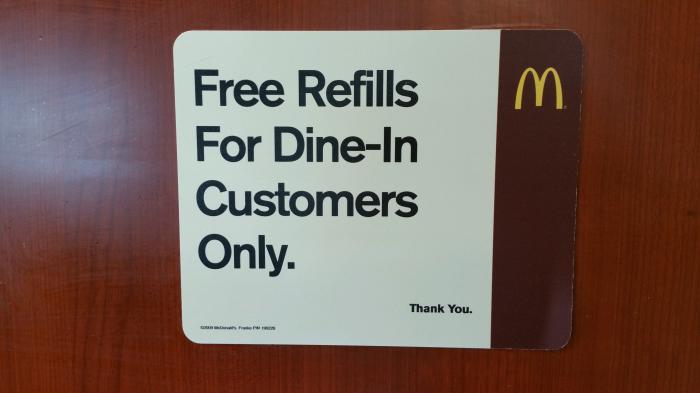 Free Refills
For Dine-In
Customers
Only.
Thank You.